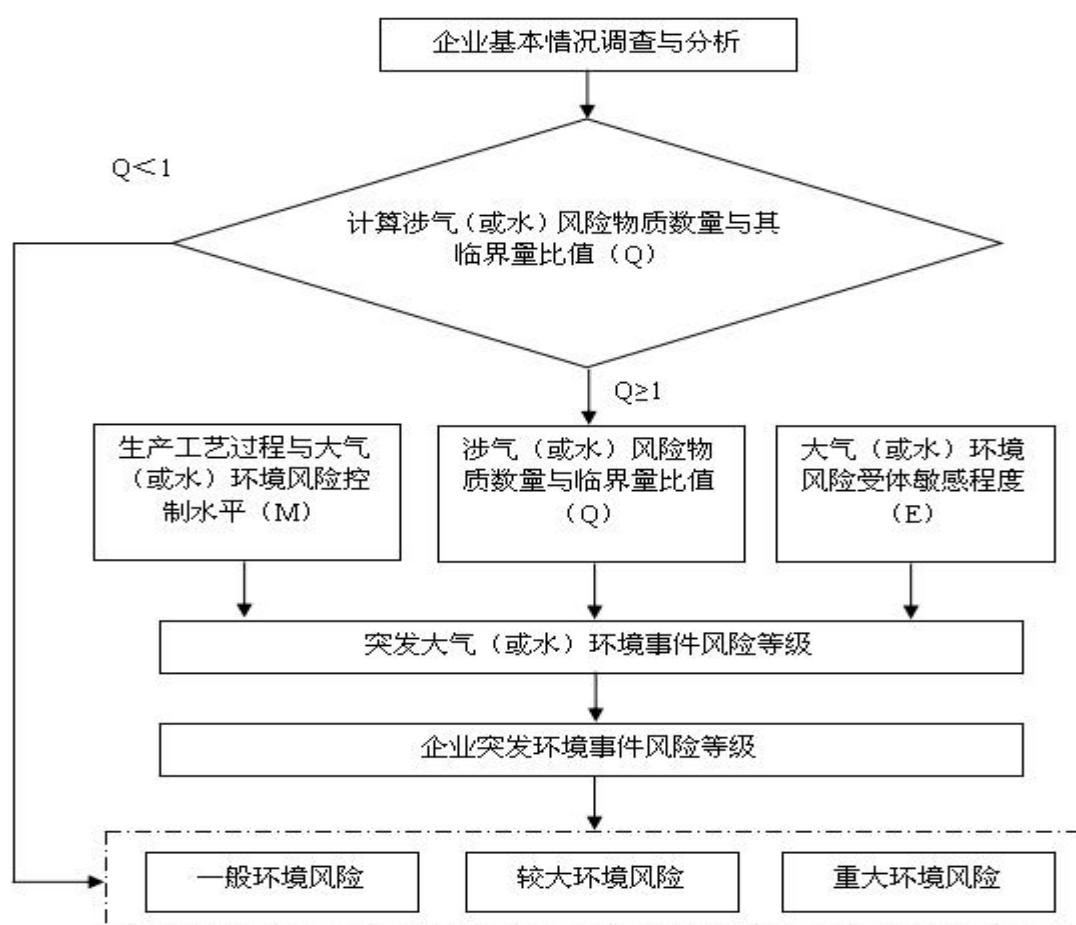 企业基本情况调查与分析
Q＜1
计算涉气（或水）风险物质数量与其
临界量比值（Q）
Q≥1
生产工艺过程与大气
（或水）环境风险控
制水平（M）
涉气（或水）风险物
质数量与临界量比值
（Q）
大气（或水）环境
风险受体敏感程度
（E）
突发大气（或水）环境事件风险等级
企业突发环境事件风险等级
一般环境风险
较大环境风险
重大环境风险